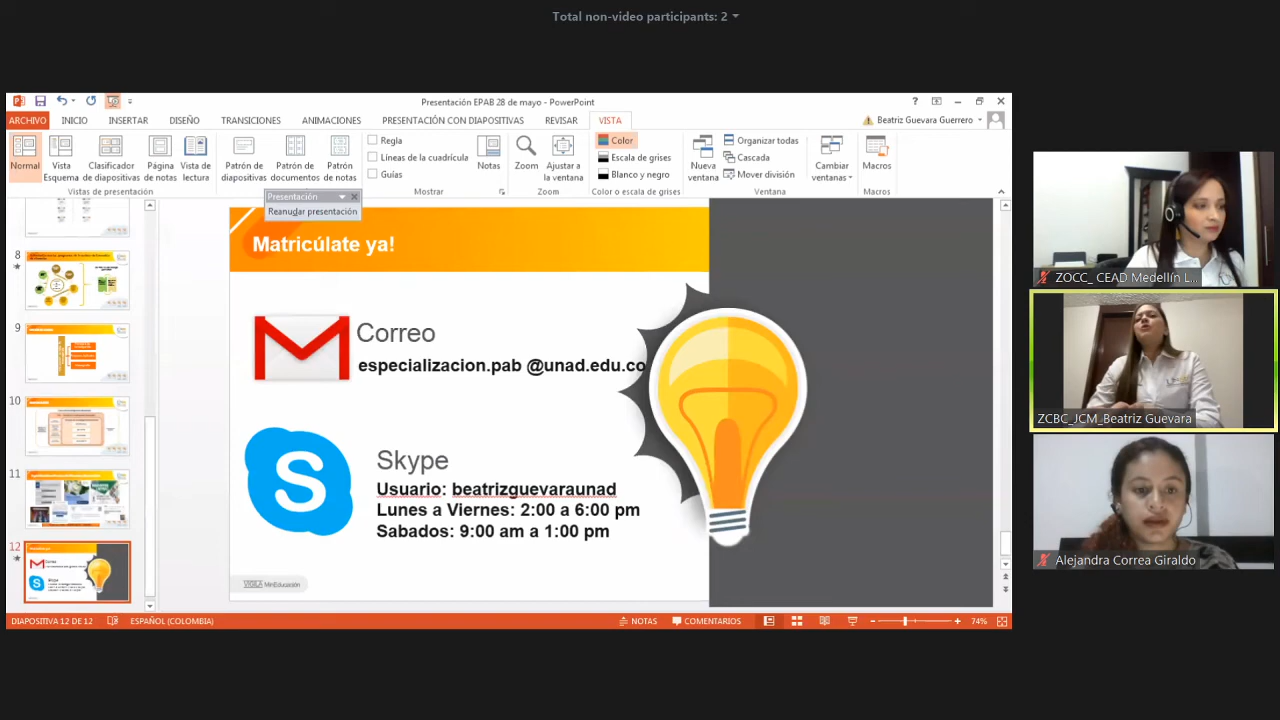 Total non-video participants: 2
Presentación EPAB 28 de mayo - PowerPoint
ARCHIVO INICIO INSERTAR DISEÑO TRANSICIONES ANIMACIONES PRESENTACIÓN CON DIAPOSITIVAS REVISAR VISTA
Beatriz Guevara Guerrero
Normal
Vista Esquema
Clasificador de diapositivas
Página de notas
Vista de lectura
Vistas de presentación
Patrón de diapositivas
Patrón de documentos
Patrón de notas
Presentación
Reanudar presentación
Regla
Líneas de la cuadrícula
Guías
Notas
Mostrar
Zoom
Ajustar a la ventana
Zoom
Color
Escala de grises
Blanco y negro
Color o escala de grises
Nueva ventana
Organizar todas
Cascada
Mover división
Cambiar ventanas
Ventana
Macros
Macros
8
9
10
11
12
Matricúlate ya!
Correo
especializacion.pab @unad.edu.co
Skype
Usuario: beatrizguevaraunad
Lunes a Viernes: 2:00 a 6:00 pm
Sabados: 9:00 am a 1:00 pm
MinEducación
DIAPOSITIVA 12 DE 12 ESPAÑOL (COLOMBIA) NOTAS COMENTARIOS 74%
ZOCC_ CEAD Medellín L...
ZCBC_JCM_Beatriz Guevara
Alejandra Correa Giraldo